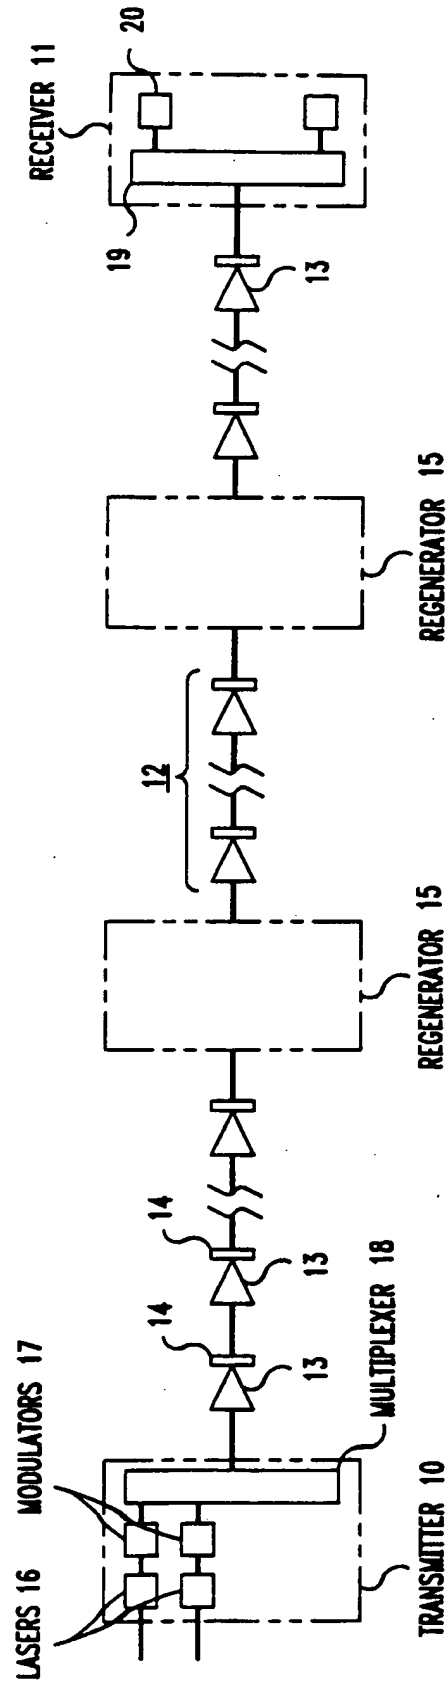 LASERS 16
MODULATORS 17
14
14
12
19
RECEIVER 11
20
13
13
13
TRANSMITTER 10
MULTIPLEXER 18
REGENERATOR 15
REGENERATOR 15